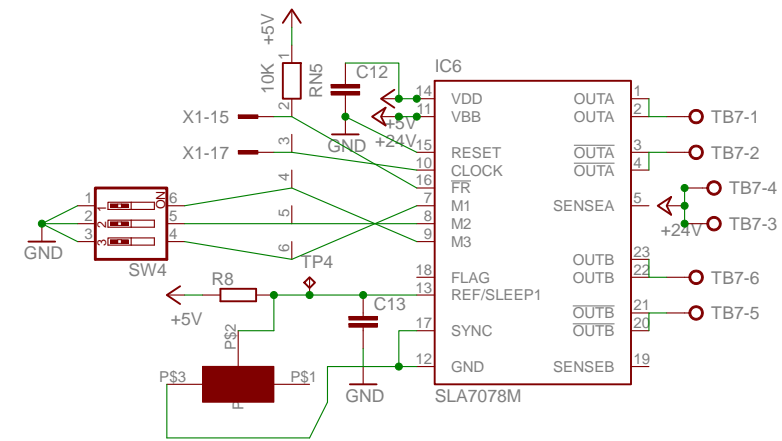 +5V
IC6
10K
1
RN5
2
C12
14
VDD
OUTA
1
X1-15
+5V
11
VBB
OUTA
2
TB7-1
X1-17
3
GND
+24V
15
RESET
OUTA
3
TB7-2
10
CLOCK
OUTA
4
4
16
FR
TB7-4
1
1
ON
6
7
M1
SENSEA
5
2
2
5
5
8
M2
+24V
TB7-3
3
3
4
6
9
M3
GND
SW4
TP4
OUTB
23
R8
18
FLAG
OUTB
22
TB7-6
+5V
C13
13
REF/SLEEP1
P$2
17
SYNC
OUTB
21
TB7-5
OUTB
20
P$3
P$1
12
GND
SENSEB
19
GND
SLA7078M